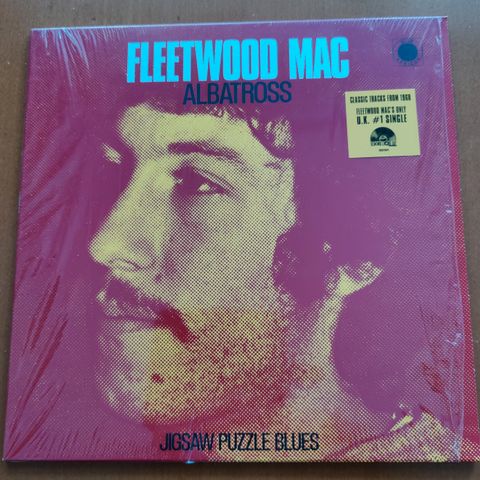 FLEETWOOD MAC
ALBATROSS
CLASSIC TRACKS FROM 1968
FLEETWOOD MAC'S ONLY
U.K. #1 SINGLE
JIGSAW PUZZLE BLUES